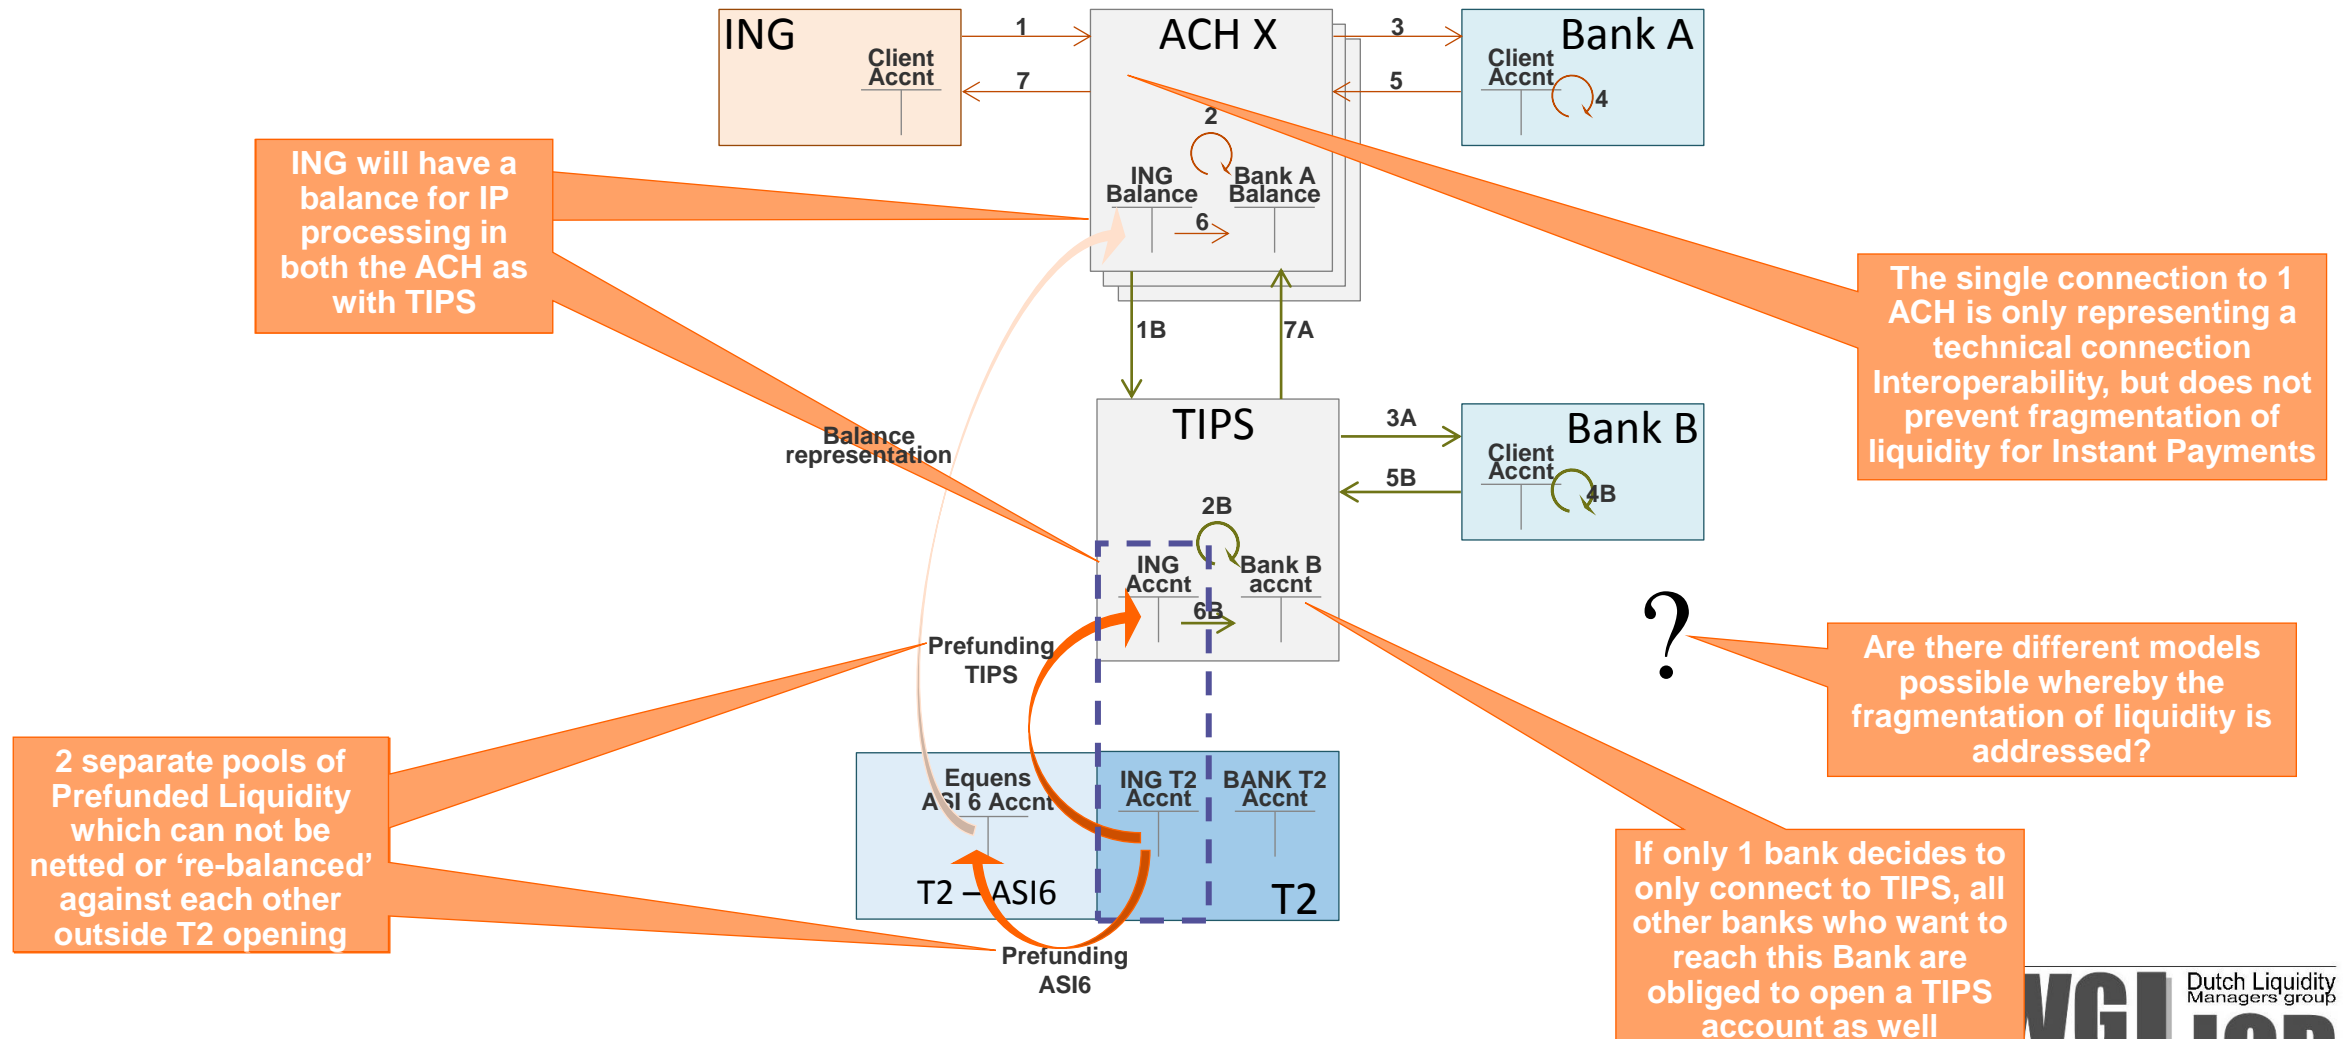 ING
Client
Accnt
1
7
ACH X
2
ING
Balance
Bank A
Balance
6
3
5
Bank A
Client
Accnt
4
ING will have a
balance for IP
processing in
both the ACH as
with TIPS
The single connection to 1
ACH is only representing a
technical connection
Interoperability, but does not
prevent fragmentation of
liquidity for Instant Payments
1B
7A
Balance
representation
TIPS
2B
ING
Accnt
Bank B
accnt
6B
3A
5B
Bank B
Client
Accnt
4B
?
Are there different models
possible whereby the
fragmentation of liquidity is
addressed?
Prefunding
TIPS
2 separate pools of
Prefunded Liquidity
which can not be
netted or ‘re-balanced’
against each other
outside T2 opening
Equens
ASI 6 Accnt
T2 – ASI6
ING T2
Accnt
BANK T2
Accnt
T2
Prefunding
ASI6
If only 1 bank decides to
only connect to TIPS, all
other banks who want to
reach this Bank are
obliged to open a TIPS
account as well
Dutch Liquidity
Managers' group